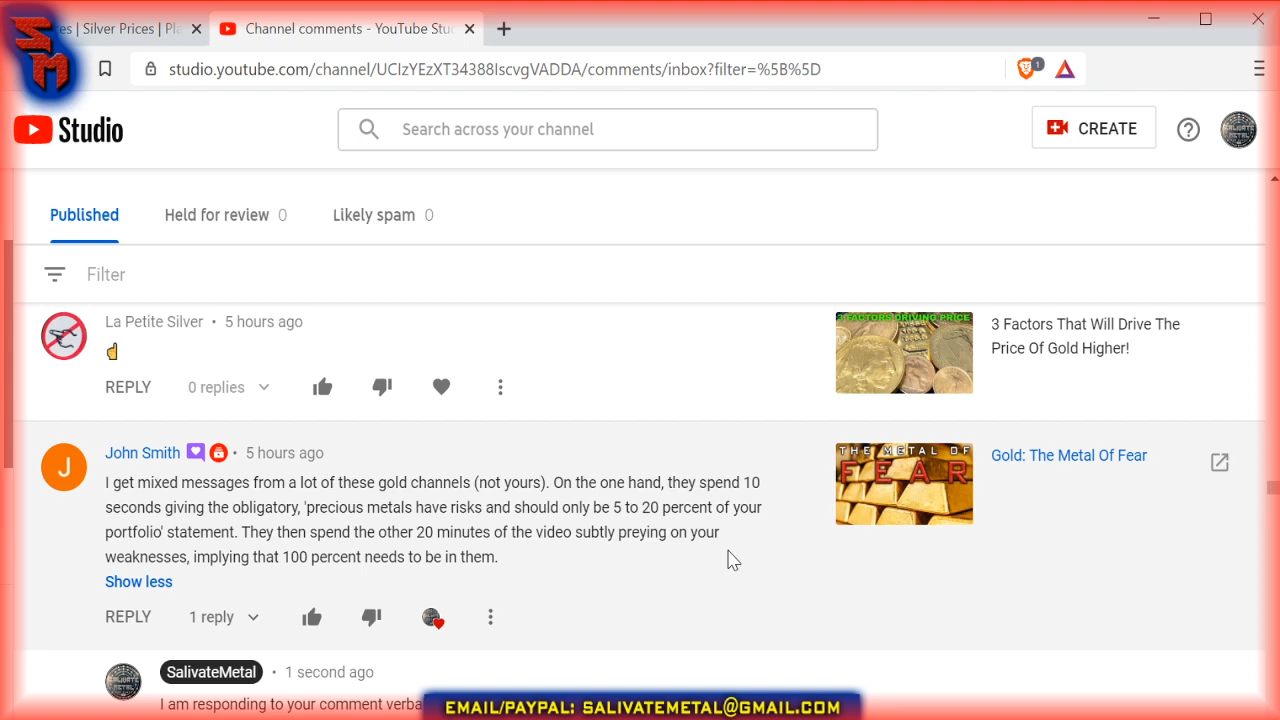 SM
es | Silver Prices | Pla
Channel comments - YouTube Stu
studio.youtube.com/channel/UCIzYEzXT34388lscvgVADDA/comments/inbox?filter=%5B%5D
1
Studio
Search across your channel
CREATE
Published
Held for review 0
Likely spam 0
Filter
La Petite Silver • 5 hours ago
☝
REPLY 0 replies
3 FACTORS DRIVING PRICE
3 Factors That Will Drive The
Price Of Gold Higher!
J
John Smith • 5 hours ago
I get mixed messages from a lot of these gold channels (not yours). On the one hand, they spend 10
seconds giving the obligatory, 'precious metals have risks and should only be 5 to 20 percent of your
portfolio' statement. They then spend the other 20 minutes of the video subtly preying on your
weaknesses, implying that 100 percent needs to be in them.
Show less
REPLY 1 reply
THE METAL OF
FEAR
Gold: The Metal Of Fear
SalivateMetal • 1 second ago
I am responding to your comment verba
EMAIL/PAYPAL: SALIVATEMETAL@GMAIL.COM